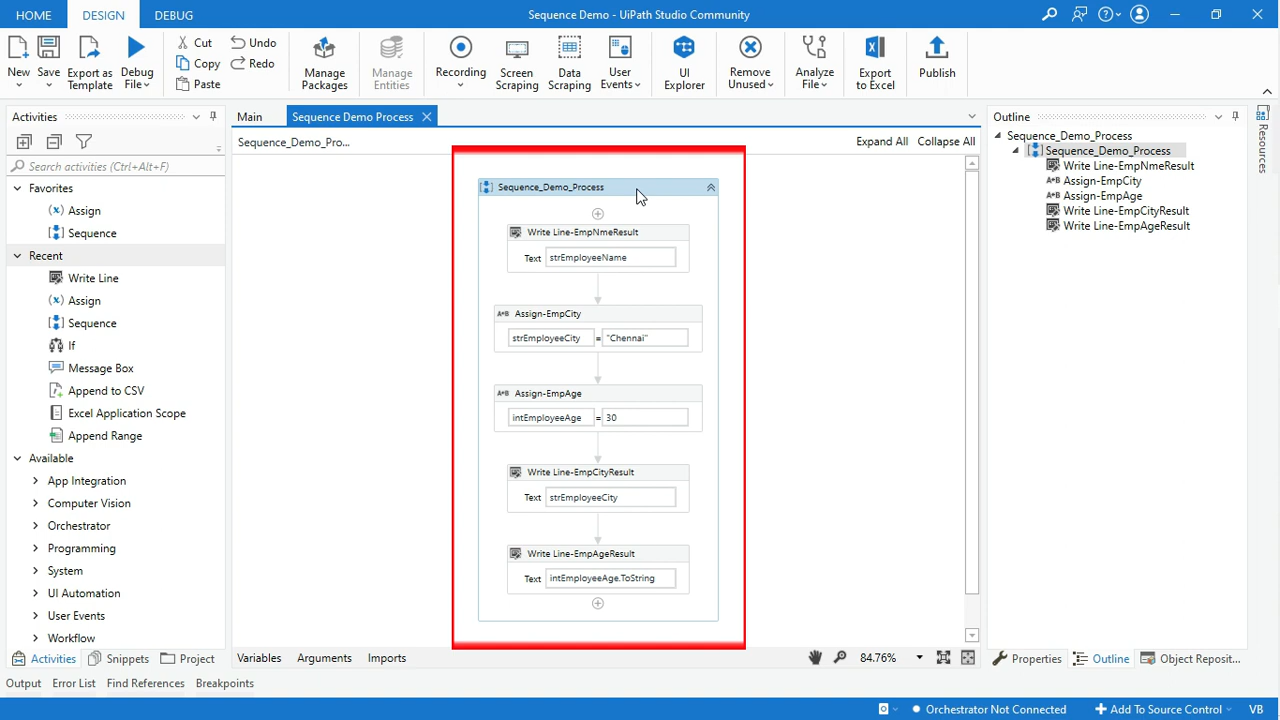 HOME DESIGN DEBUG Sequence Demo - UiPath Studio Community
New Save Export as Template Debug File Cut Copy Paste Undo Redo Manage Packages Manage Entities Recording Screen Scraping Data Scraping User Events UI Explorer Remove Unused Analyze File Export to Excel Publish
Activities
Search activities (Ctrl+Alt+F)
Favorites
(x) Assign
Sequence
Recent
Write Line
(x) Assign
Sequence
If
Message Box
Append to CSV
Excel Application Scope
Append Range
Available
App Integration
Computer Vision
Orchestrator
Programming
System
UI Automation
User Events
Workflow
Activities Snippets Project
Main Sequence Demo Process
Sequence_Demo_Pro... Expand All Collapse All
Sequence_Demo_Process
Write Line-EmpNmeResult
Text strEmployeeName
A*B Assign-EmpCity
strEmployeeCity = "Chennai"
A*B Assign-EmpAge
intEmployeeAge = 30
Write Line-EmpCityResult
Text strEmployeeCity
Write Line-EmpAgeResult
Text intEmployeeAge.ToString
Variables Arguments Imports 84.76%
Outline
Sequence_Demo_Process
Sequence_Demo_Process
Write Line-EmpNmeResult
A*B Assign-EmpCity
A*B Assign-EmpAge
Write Line-EmpCityResult
Write Line-EmpAgeResult
Properties Outline Object Reposit...
Resources
Output Error List Find References Breakpoints
Orchestrator Not Connected Add To Source Control VB